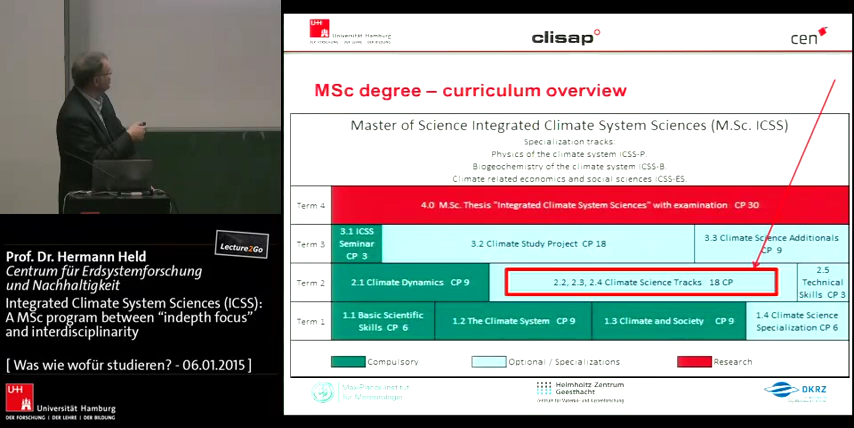 Lecture2Go
Prof. Dr. Hermann Held
Centrum für Erdsystemforschung
und Nachhaltigkeit
Integrated Climate System Sciences (ICSS):
A MSc program between "indepth focus"
and interdisciplinarity
[ Was wie wofür studieren? - 06.01.2015 ]
UH
Universität Hamburg
DER FORSCHUNG | DER LEHRE | DER BILDUNG
UH
Universität Hamburg
DER FORSCHUNG | DER LEHRE | DER BILDUNG
clisap
cen
MSc degree – curriculum overview
Master of Science Integrated Climate System Sciences (M.Sc. ICSS)
Specialization tracks:
Physics of the climate system ICSS-P.
Biogeochemistry of the climate system ICSS-B.
Climate related economics and social sciences ICSS-ES.
Term 4
4.0 M.Sc. Thesis "Integrated Climate System Sciences" with examination CP 30
Term 3
3.1 ICSS
Seminar
CP 3
3.2 Climate Study Project CP 18
3.3 Climate Science Additionals
CP 9
Term 2
2.1 Climate Dynamics CP 9
2.2, 2.3, 2.4 Climate Science Tracks 18 CP
2.5
Technical
Skills CP 3
Term 1
1.1 Basic Scientific
Skills CP 6
1.2 The Climate System CP 9
1.3 Climate and Society CP 9
1.4 Climate Science
Specialization CP 6
Compulsory
Optional / Specializations
Research
Max-Planck-Institut
für Meteorologie
Helmholtz Zentrum
Geesthacht
Zentrum für Material- und Küstenforschung
DKRZ